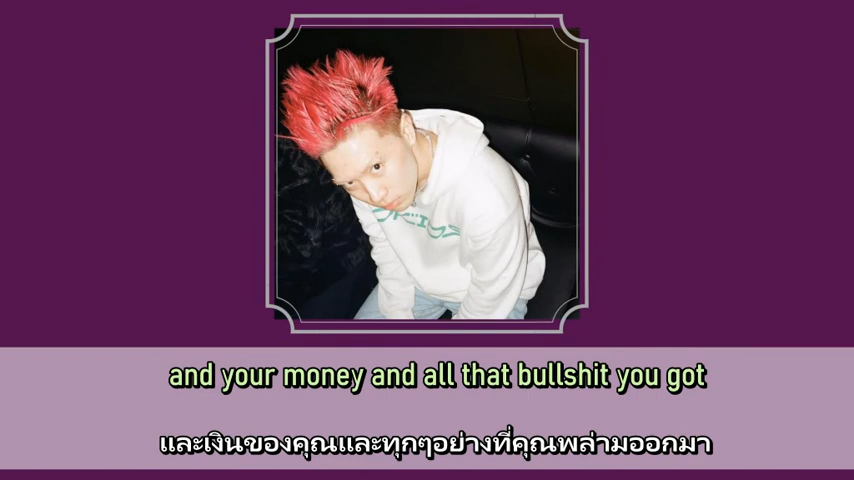 and your money and all that bullshit you got
และเงินของคุณและทุกๆอย่างที่คุณพล่ามออกมา